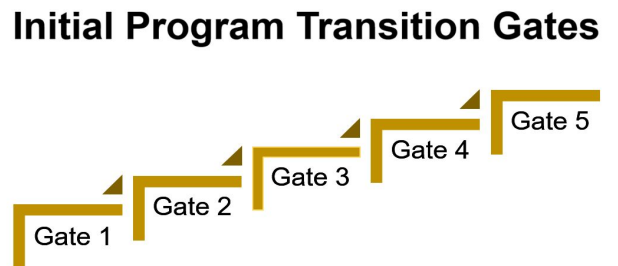 Initial Program Transition Gates
Gate 1
Gate 2
Gate 3
Gate 4
Gate 5